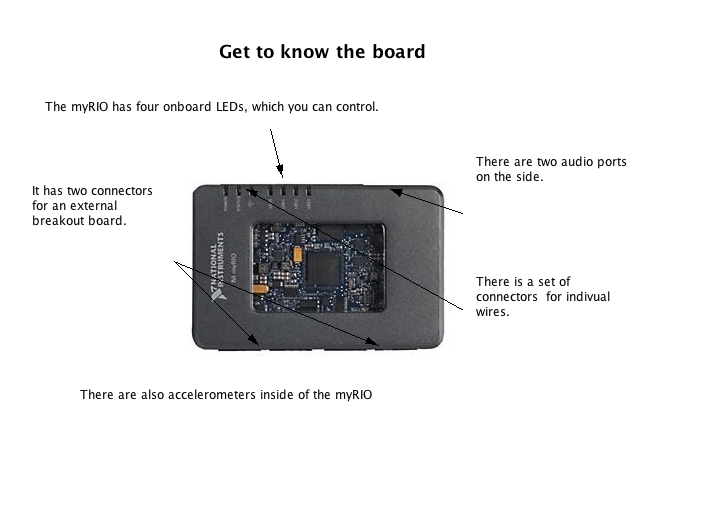 Get to know the board
The myRIO has four onboard LEDs, which you can control.
There are two audio ports
on the side.
It has two connectors
for an external
breakout board.
NATIONAL
INSTRUMENTS
NI myRIO
There is a set of
connectors  for indivual
wires.
There are also accelerometers inside of the myRIO